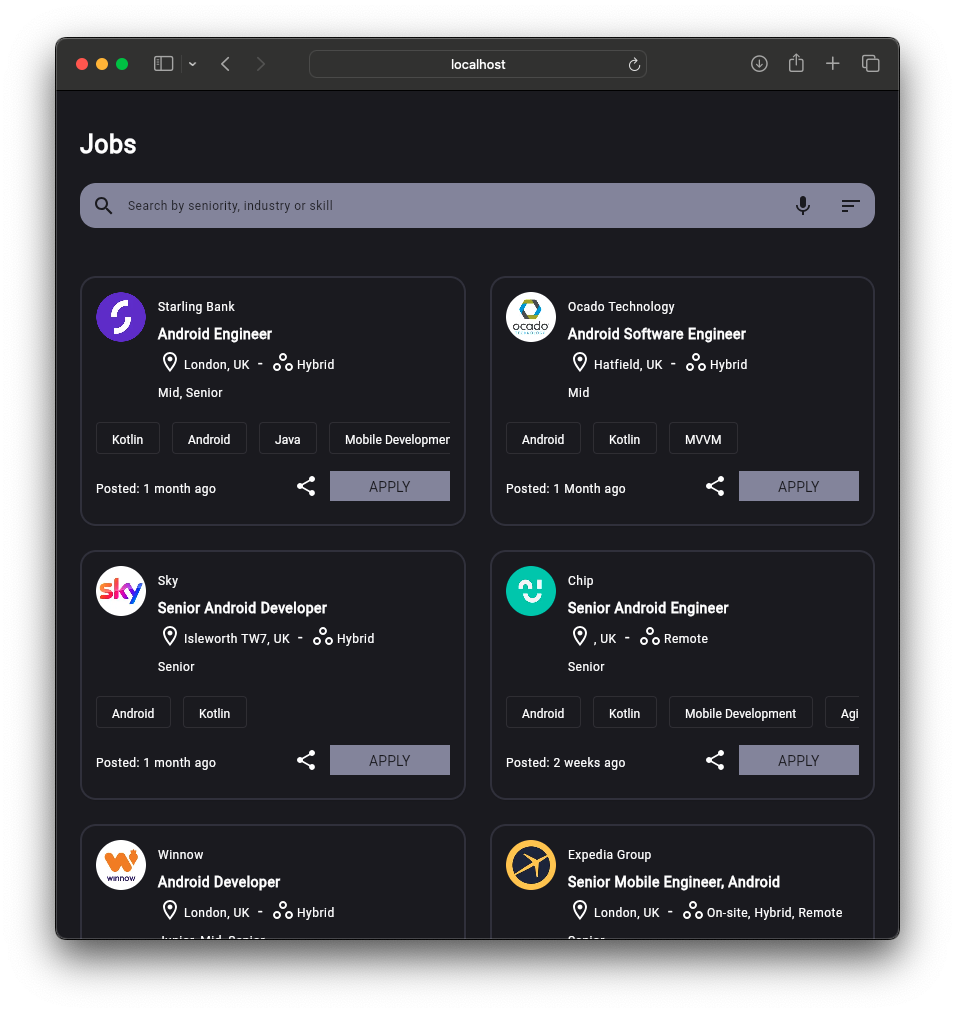 localhost
Jobs
Search by seniority, industry or skill
Starling Bank
Android Engineer
London, UK - Hybrid
Mid, Senior
Kotlin Android Java Mobile Developmen
Posted: 1 month ago APPLY
ocado
Ocado Technology
Android Software Engineer
Hatfield, UK - Hybrid
Mid
Android Kotlin MVVM
Posted: 1 Month ago APPLY
sky
Sky
Senior Android Developer
Isleworth TW7, UK - Hybrid
Senior
Android Kotlin
Posted: 1 month ago APPLY
Chip
Senior Android Engineer
, UK - Remote
Senior
Android Kotlin Mobile Development Agi
Posted: 2 weeks ago APPLY
winnow
Winnow
Android Developer
London, UK - Hybrid
Junior, Mid, Senior
Expedia Group
Senior Mobile Engineer, Android
London, UK - On-site, Hybrid, Remote
Senior